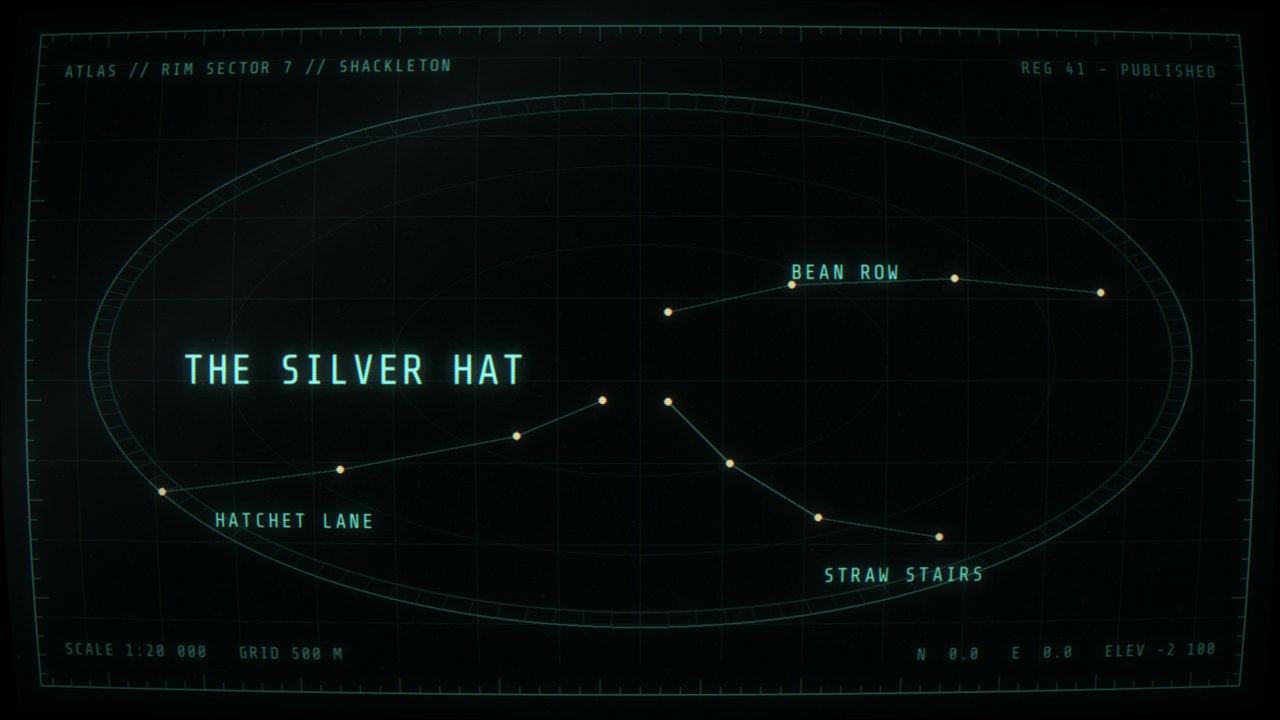 ATLAS // RIM SECTOR 7 // SHACKLETON
REG 41 - PUBLISHED
BEAN ROW
THE SILVER HAT
HATCHET LANE
STRAW STAIRS
SCALE 1:20 000 GRID 500 M
N 0.0 E 0.0 ELEV -2 100